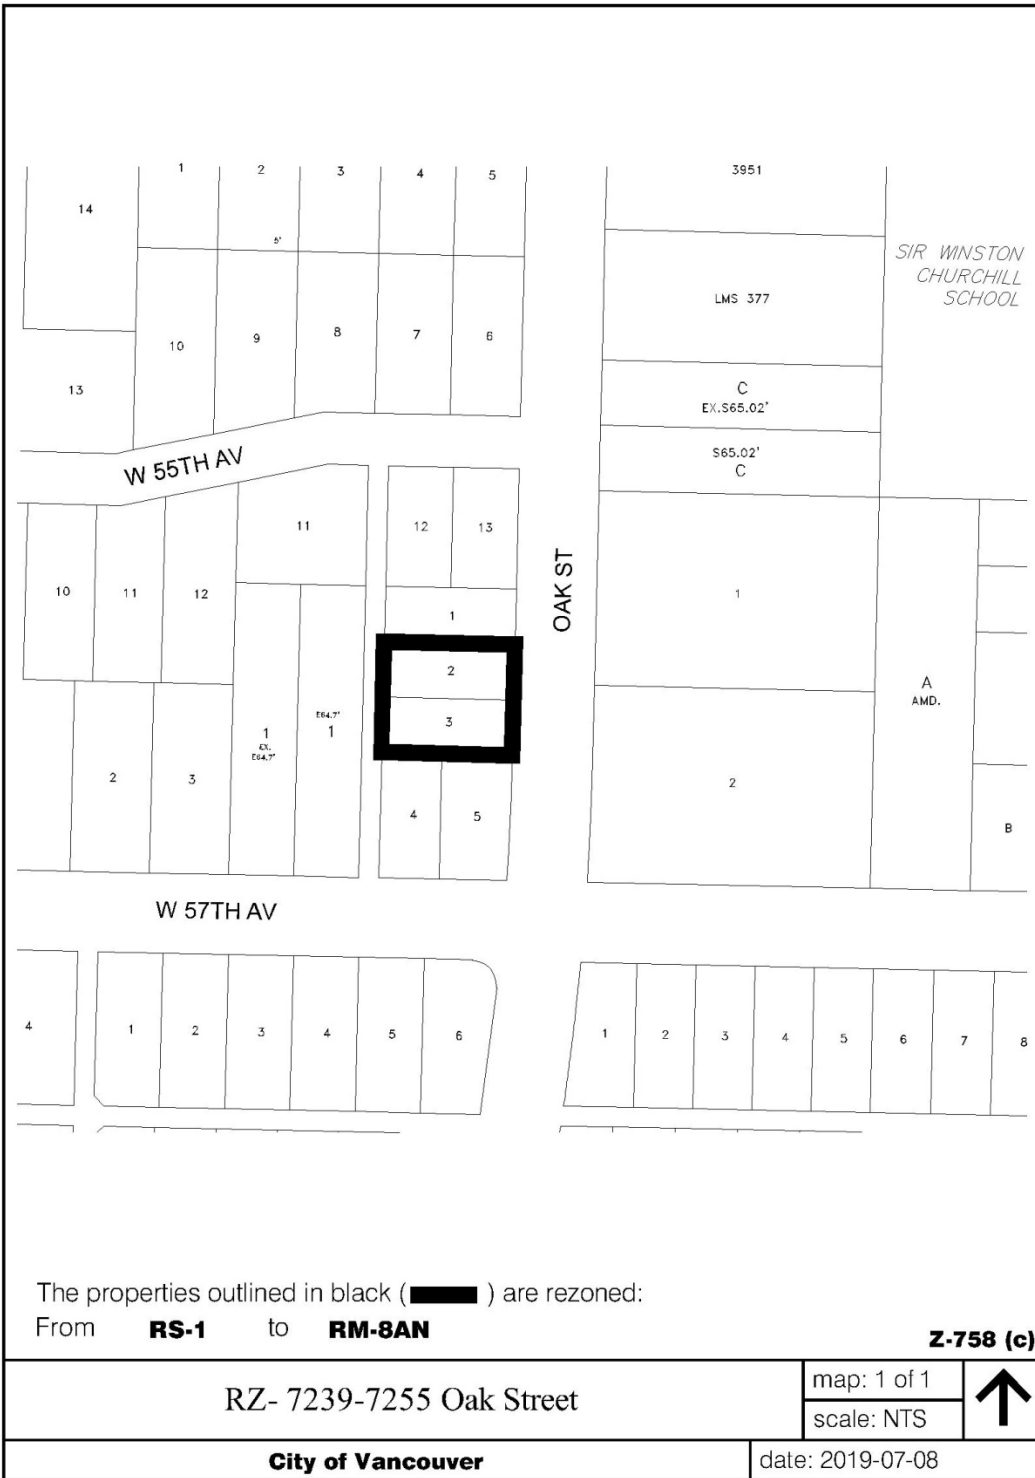 1 2 3 4 5 3951
14
5'
SIR WINSTON
CHURCHILL
SCHOOL
LMS 377
10 9 8 7 6
13
C
EX.S65.02'
S65.02'
C
W 55TH AV
11 12 13
OAK ST
10 11 12 1 1
2
A
AMD.
3
E64.7'
1
1
EX.
E64.7'
2 3 2
4 5 B
W 57TH AV
4 1 2 3 4 5 6 1 2 3 4 5 6 7 8
The properties outlined in black ( ) are rezoned:
From RS-1 to RM-8AN
Z-758 (c)
RZ- 7239-7255 Oak Street
map: 1 of 1
scale: NTS
City of Vancouver
date: 2019-07-08